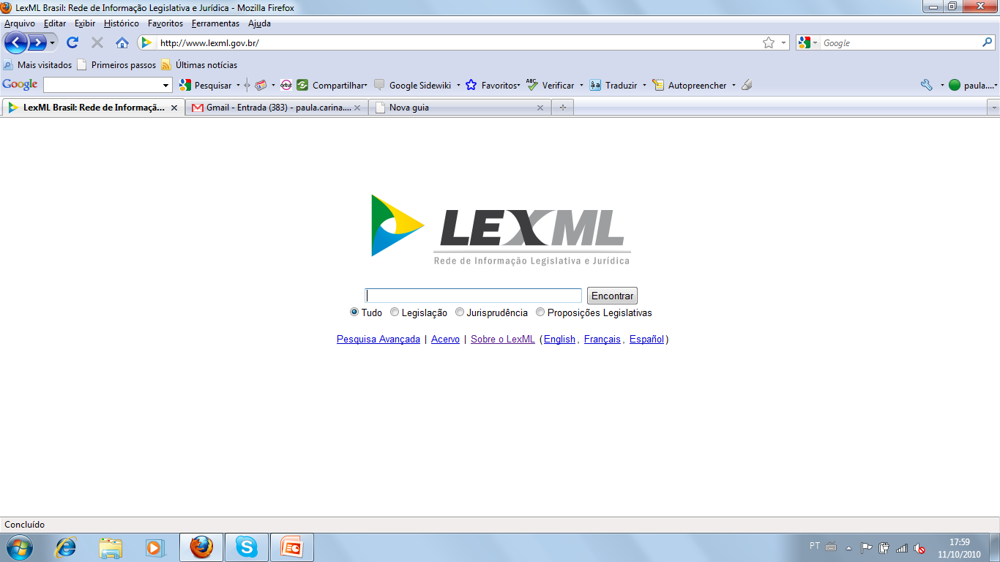 LexML Brasil: Rede de Informação Legislativa e Jurídica - Mozilla Firefox
Arquivo Editar Exibir Histórico Favoritos Ferramentas Ajuda
http://www.lexml.gov.br/ Google
Mais visitados Primeiros passos Últimas notícias
Google Pesquisar Compartilhar Google Sidewiki Favoritos ABC Verificar âa Traduzir Autopreencher paula....
LexML Brasil: Rede de Informaçã... Gmail - Entrada (383) - paula.carina.... Nova guia
LEXML
Rede de Informação Legislativa e Jurídica
Encontrar
Tudo Legislação Jurisprudência Proposições Legislativas
Pesquisa Avançada | Acervo | Sobre o LexML (English, Français, Español)
Concluído
PT 17:59
11/10/2010